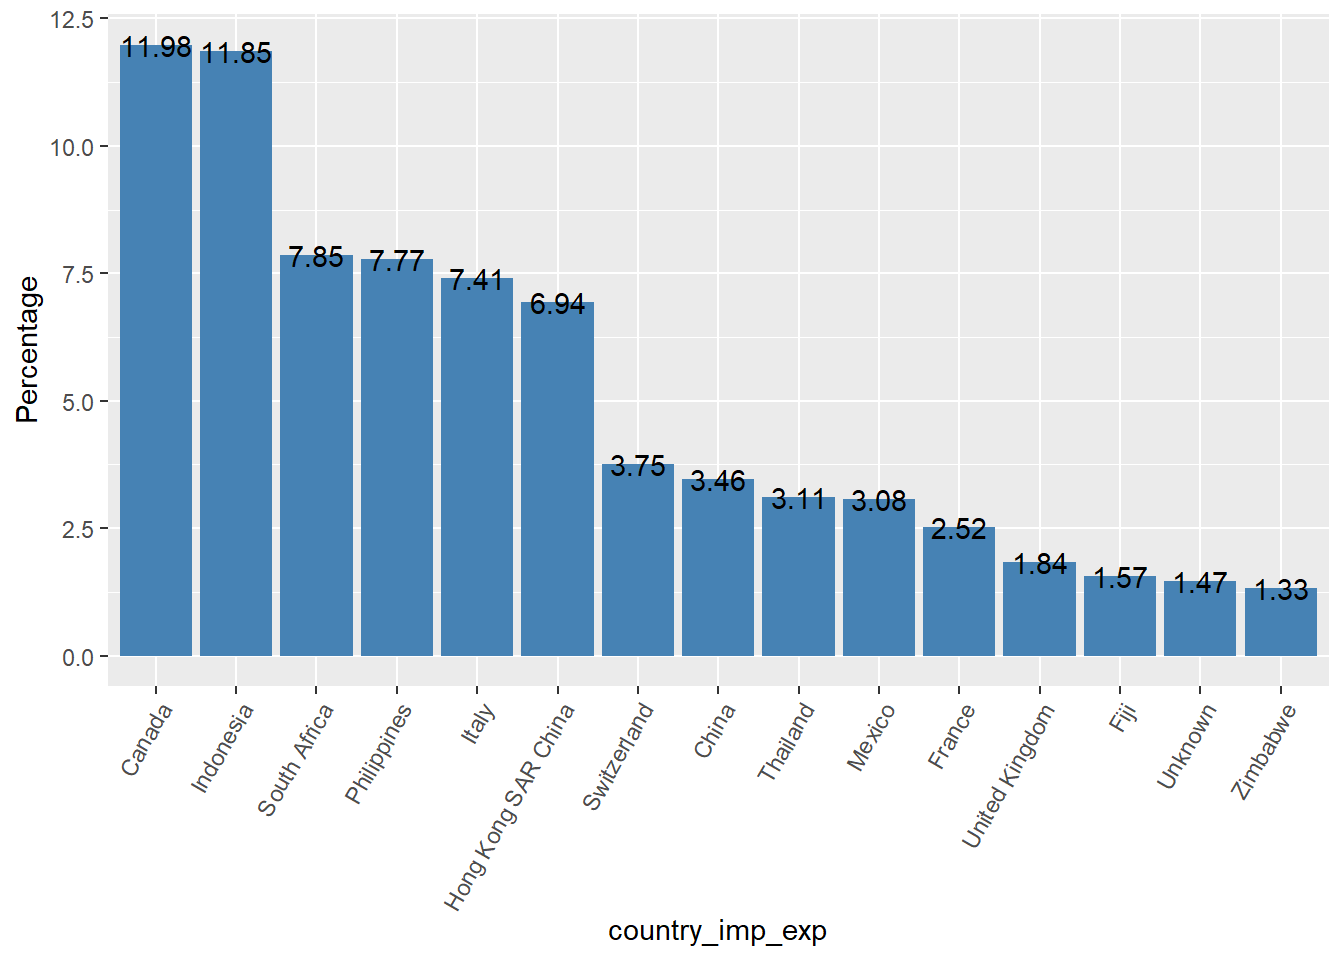 12.5
10.0
7.5
5.0
2.5
0.0
Percentage
11.98
11.85
7.85
7.77
7.41
6.94
3.75
3.46
3.11
3.08
2.52
1.84
1.57
1.47
1.33
Canada
Indonesia
South Africa
Philippines
Italy
Hong Kong SAR China
Switzerland
China
Thailand
Mexico
France
United Kingdom
Fiji
Unknown
Zimbabwe
country_imp_exp